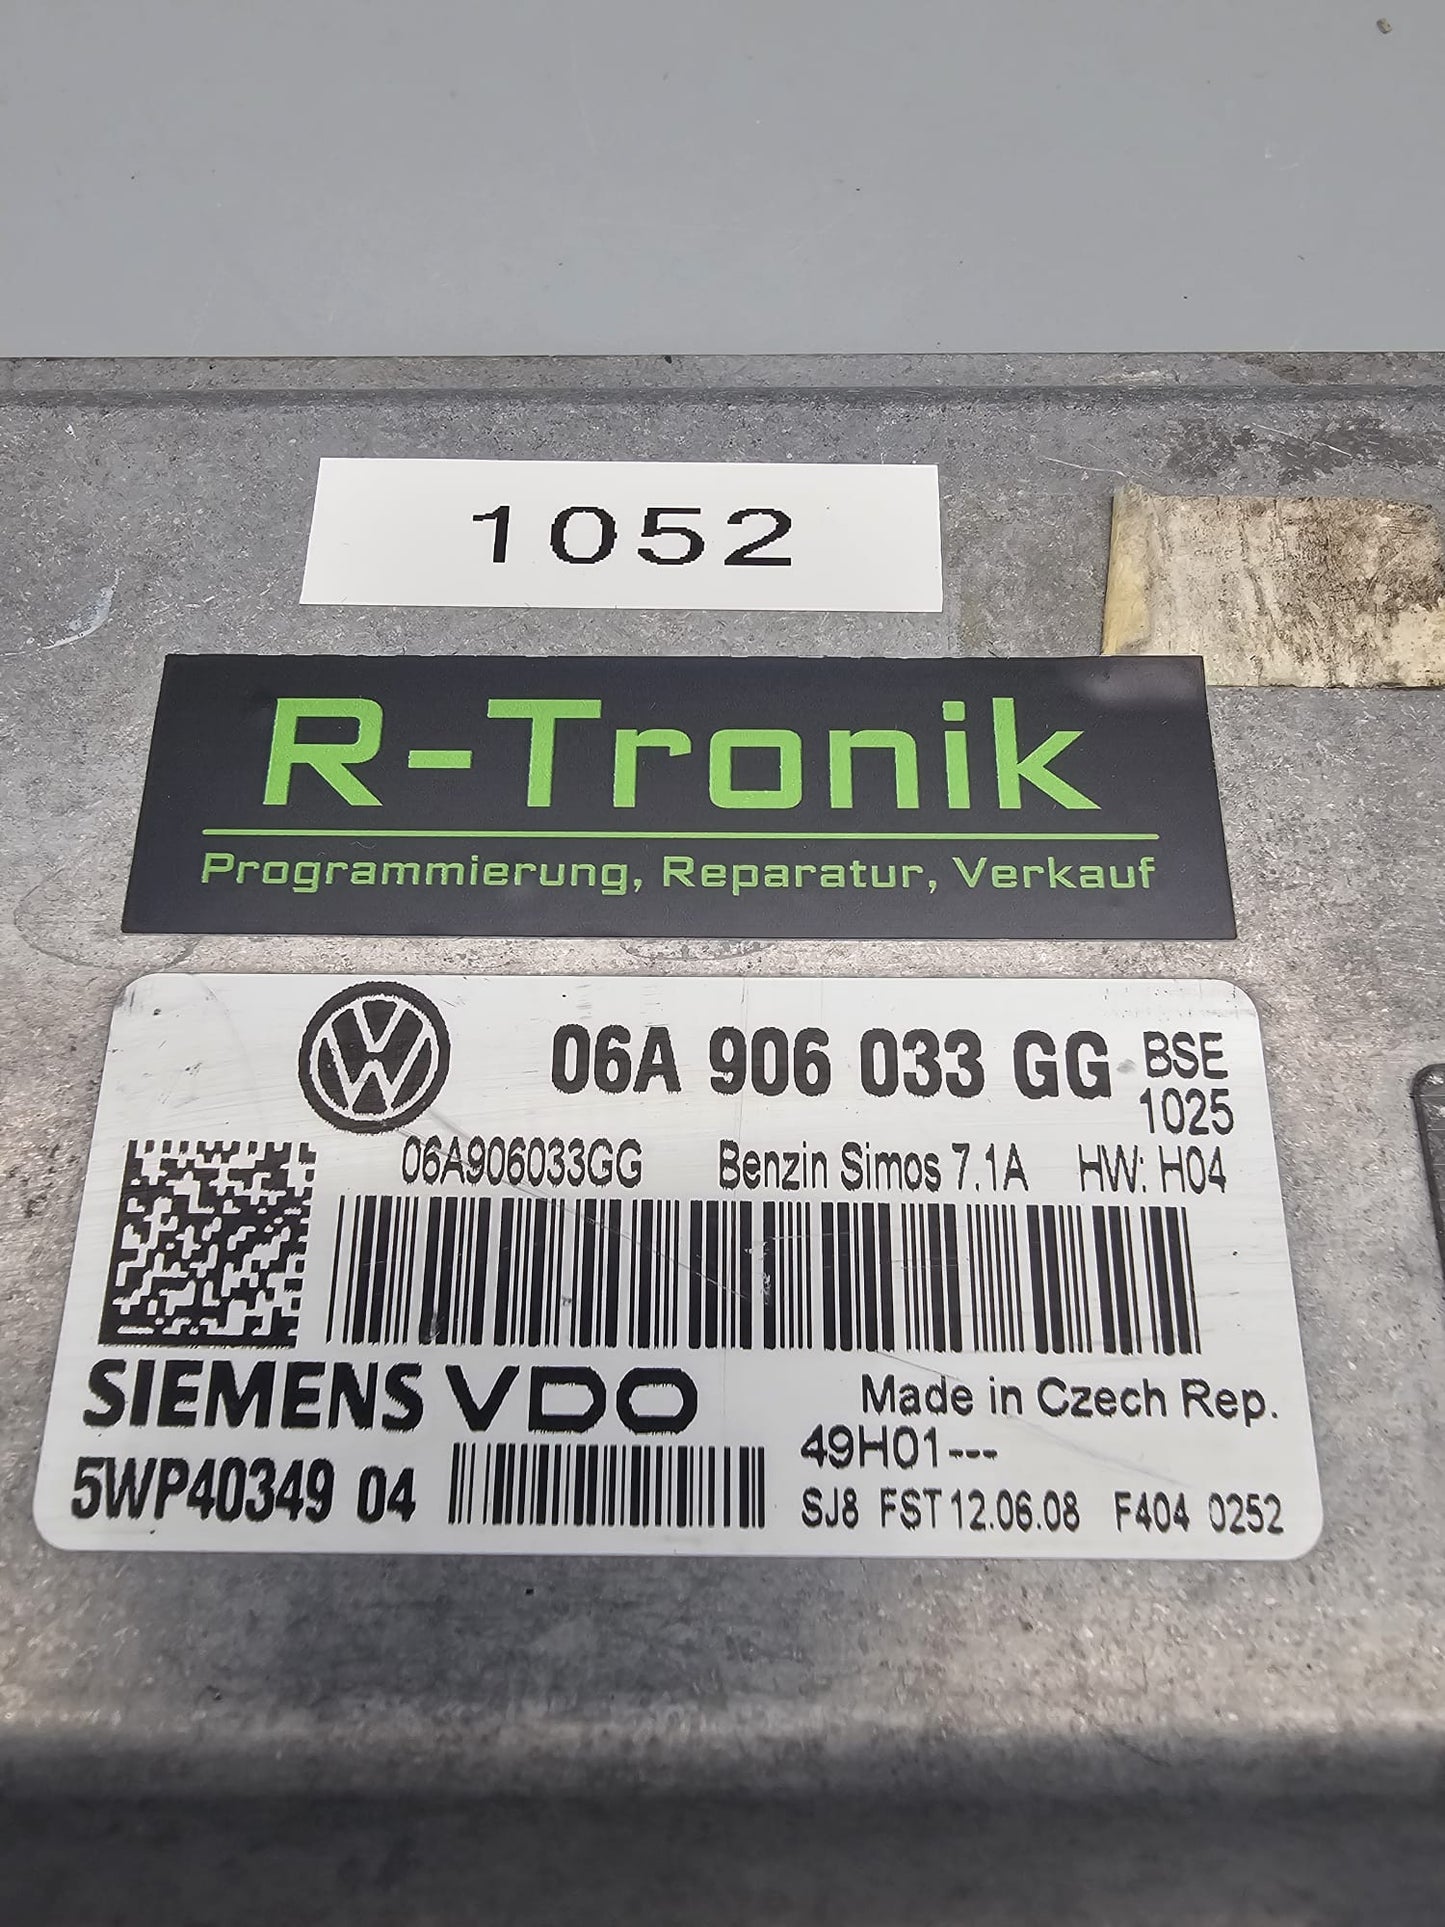 1052
R-Tronik
Programmierung, Reparatur, Verkauf
06A 906 033 GG BSE
1025
06A906033GG Benzin Simos 7.1A HW: H04
SIEMENS VDO
Made in Czech Rep.
49H01---
5WP40349 04
SJ8 FST 12.06.08 F404 0252